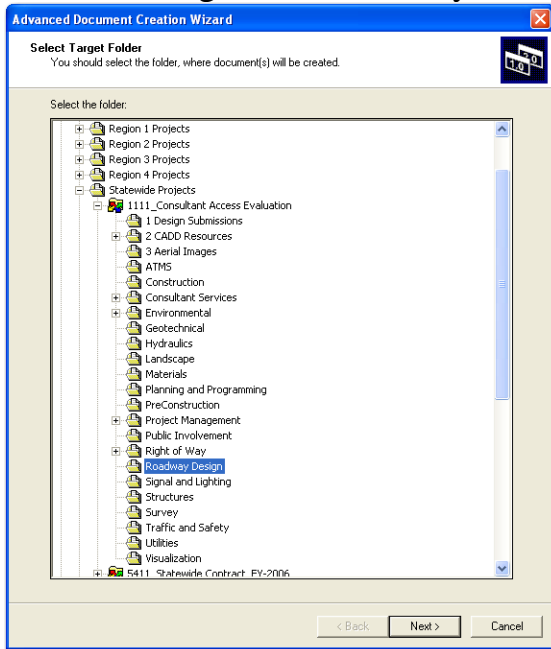 Advanced Document Creation Wizard
Select Target Folder
You should select the folder, where document(s) will be created.
1.0
2.0
Select the folder:
Region 1 Projects
Region 2 Projects
Region 3 Projects
Region 4 Projects
Statewide Projects
1111_Consultant Access Evaluation
1 Design Submissions
2 CADD Resources
3 Aerial Images
ATMS
Construction
Consultant Services
Environmental
Geotechnical
Hydraulics
Landscape
Materials
Planning and Programming
PreConstruction
Project Management
Public Involvement
Right of Way
Roadway Design
Signal and Lighting
Structures
Survey
Traffic and Safety
Utilities
Visualization
5411_Statewide Contract_FY-2006
< Back Next > Cancel